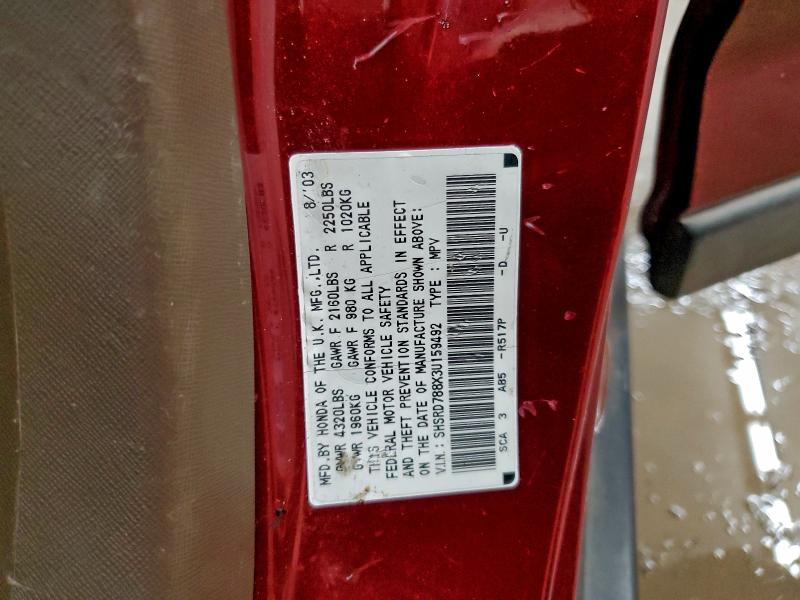 MFD.BY HONDA OF THE U.K. MFG.,LTD. 8/'03
GVWR 4320LBS GAWR F 2160LBS R 2250LBS
GVWR 1960KG GAWR F 980 KG R 1020KG
THIS VEHICLE CONFORMS TO ALL APPLICABLE
FEDERAL MOTOR VEHICLE SAFETY
AND THEFT PREVENTION STANDARDS IN EFFECT
ON THE DATE OF MANUFACTURE SHOWN ABOVE:
V.I.N.: SHSRD788X3U159492 TYPE : MPV
SCA 3 A85 -R517P -D -U